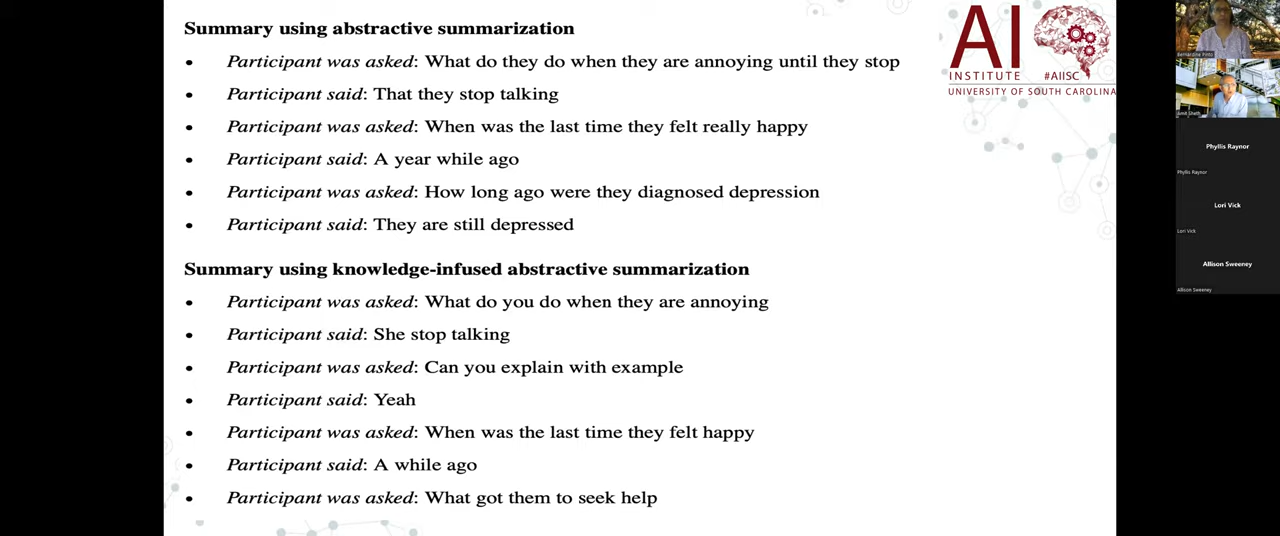 Summary using abstractive summarization
• Participant was asked: What do they do when they are annoying until they stop
• Participant said: That they stop talking
• Participant was asked: When was the last time they felt really happy
• Participant said: A year while ago
• Participant was asked: How long ago were they diagnosed depression
• Participant said: They are still depressed
Summary using knowledge-infused abstractive summarization
• Participant was asked: What do you do when they are annoying
• Participant said: She stop talking
• Participant was asked: Can you explain with example
• Participant said: Yeah
• Participant was asked: When was the last time they felt happy
• Participant said: A while ago
• Participant was asked: What got them to seek help
AI
INSTITUTE #AIISC
UNIVERSITY OF SOUTH CAROLINA
Bernardine Pinto
Amit Sheth
Phyllis Raynor
Phyllis Raynor
Lori Vick
Lori Vick
Allison Sweeney
Allison Sweeney